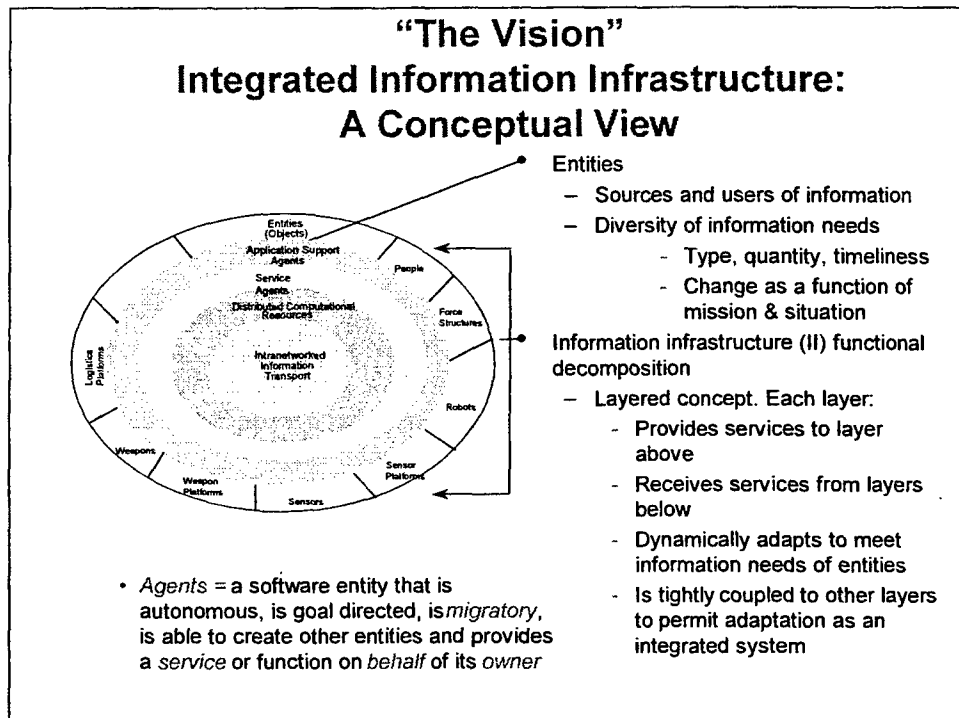 “The Vision”
Integrated Information Infrastructure:
A Conceptual View
Entities
(Objects)
Application Support
Agents
Service
Agents
Distributed Computational
Resources
Intranetworked
Information
Transport
People
Force
Structures
Robots
Sensor
Platforms
Sensors
Weapon
Platforms
Weapons
Logistics
Platforms
• Entities
– Sources and users of information
– Diversity of information needs
- Type, quantity, timeliness
- Change as a function of
mission & situation
• Information infrastructure (II) functional
decomposition
– Layered concept. Each layer:
- Provides services to layer
above
- Receives services from layers
below
- Dynamically adapts to meet
information needs of entities
- Is tightly coupled to other layers
to permit adaptation as an
integrated system
• Agents = a software entity that is
autonomous, is goal directed, is migratory,
is able to create other entities and provides
a service or function on behalf of its owner